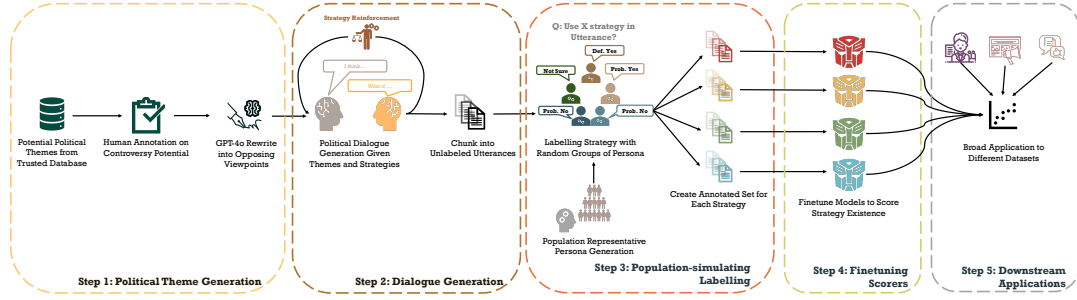 Potential Political
Themes from
Trusted Database
Human Annotation on
Controversy Potential
GPT-4o Rewrite
into Opposing
Viewpoints
Step 1: Political Theme Generation
Strategy Reinforcement
I think...
What if ...
Political Dialogue
Generation Given
Themes and Strategies
Chunk into
Unlabeled Utterances
Step 2: Dialogue Generation
Q: Use X strategy in
Utterance?
Def. Yes
Not Sure
Prob. Yes
Prob. No
Prob. No
Labelling Strategy with
Random Groups of Persona
Population Representative
Persona Generation
Create Annotated Set for
Each Strategy
Step 3: Population-simulating
Labelling
Finetune Models to Score
Strategy Existence
Step 4: Finetuning
Scorers
Broad Application to
Different Datasets
Step 5: Downstream
Applications